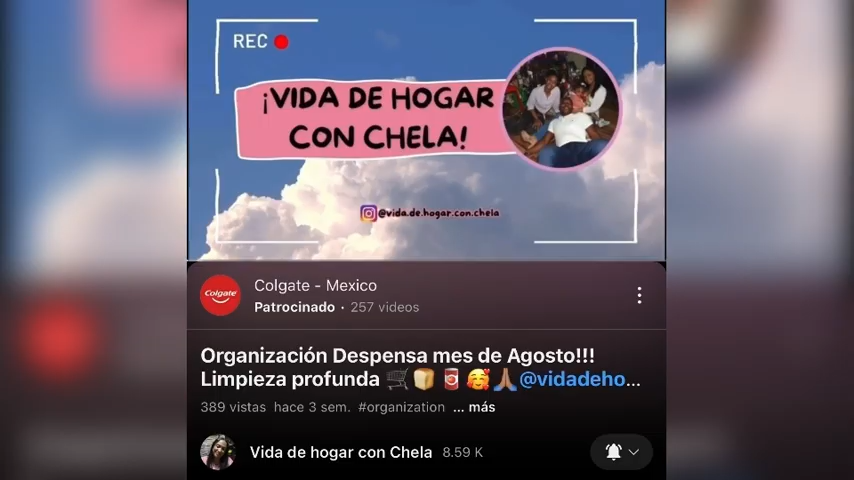 REC
¡VIDA DE HOGAR
CON CHELA!
@vida.de.hogar.con.chela
Colgate
Colgate - Mexico
Patrocinado · 257 videos
Organización Despensa mes de Agosto!!!
Limpieza profunda 🛒🍞🥫🥰🙏🏽@vidadeho...
389 vistas hace 3 sem. #organization ... más
Vida de hogar con Chela 8.59 K